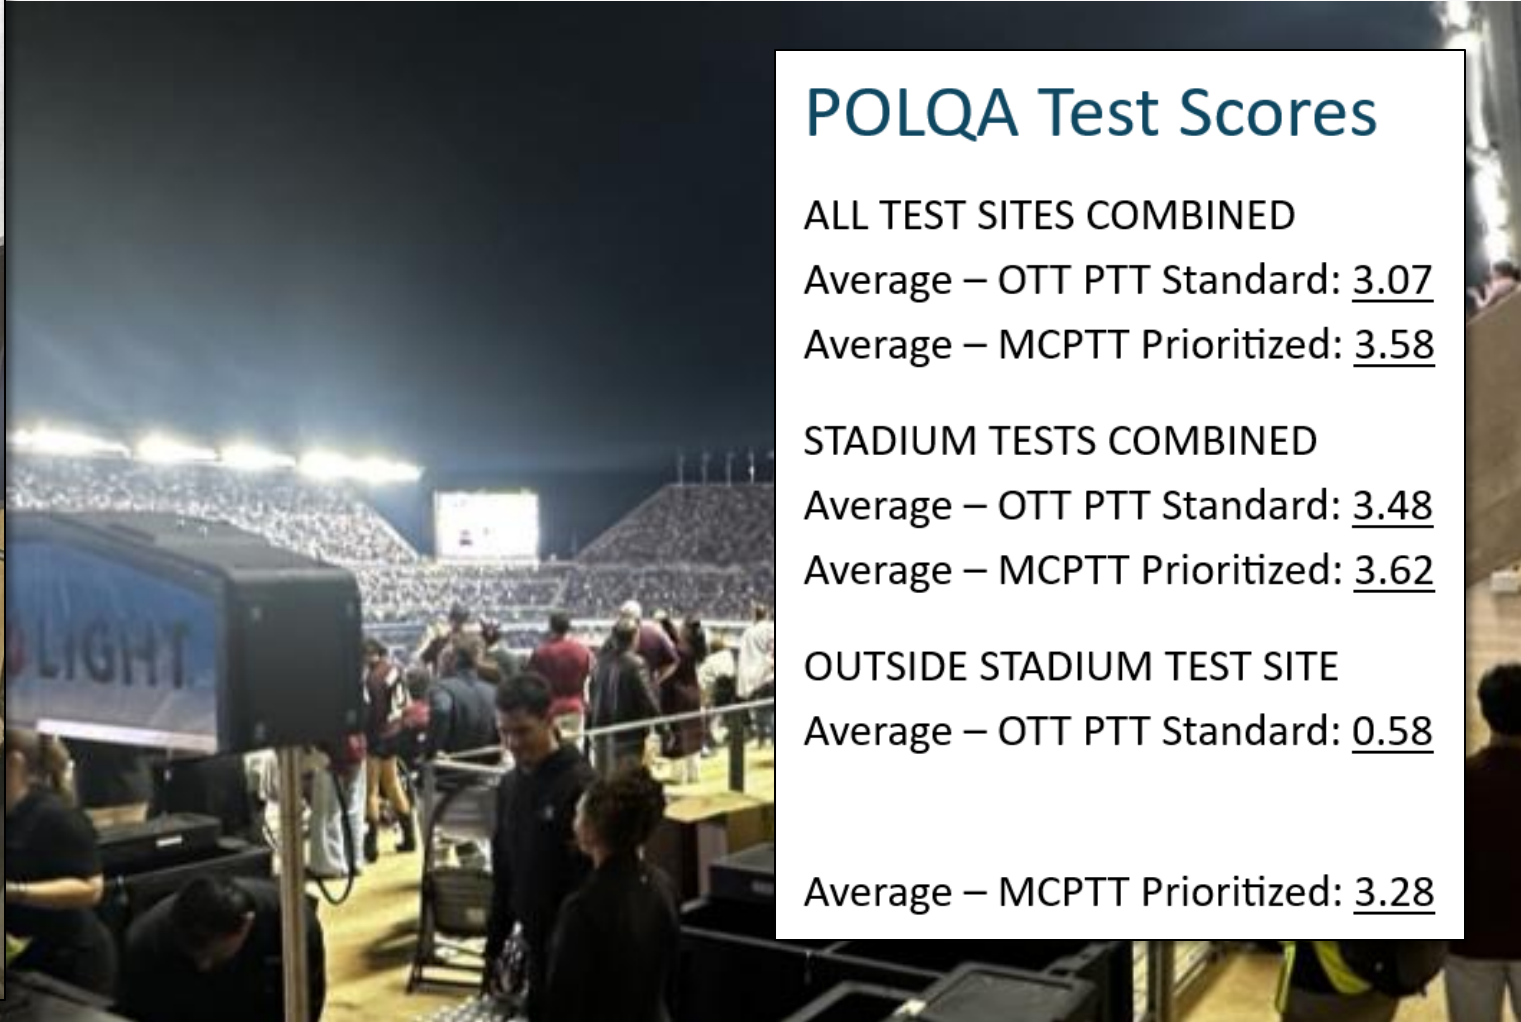 POLQA Test Scores
ALL TEST SITES COMBINED
Average – OTT PTT Standard: 3.07
Average – MCPTT Prioritized: 3.58
STADIUM TESTS COMBINED
Average – OTT PTT Standard: 3.48
Average – MCPTT Prioritized: 3.62
OUTSIDE STADIUM TEST SITE
Average – OTT PTT Standard: 0.58
Average – MCPTT Prioritized: 3.28
LIGHT